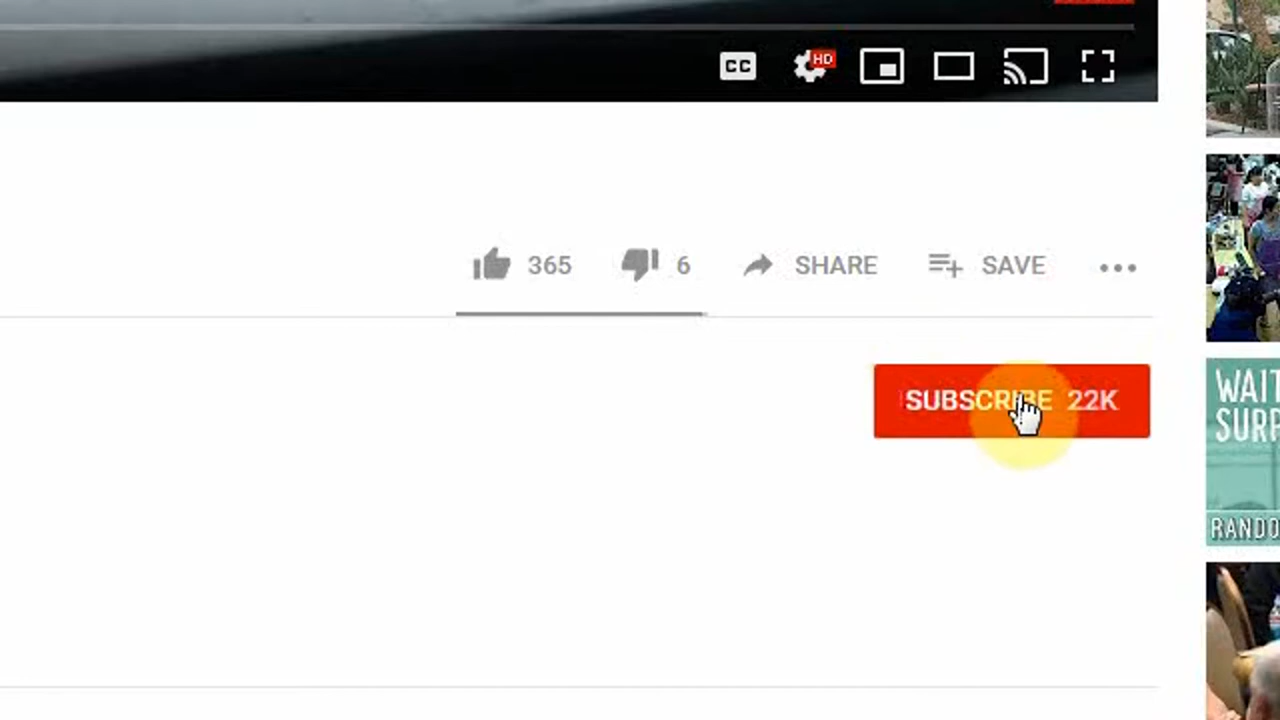 CC
HD
365 6 SHARE SAVE
SUBSCRIBE 22K
WAIT
SURP
RANDO